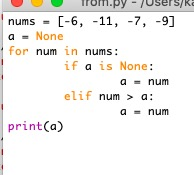 from.py - /Users/ka
nums = [-6, -11, -7, -9]
a = None
for num in nums:
        if a is None:
                a = num
        elif num > a:
                a = num
print(a)